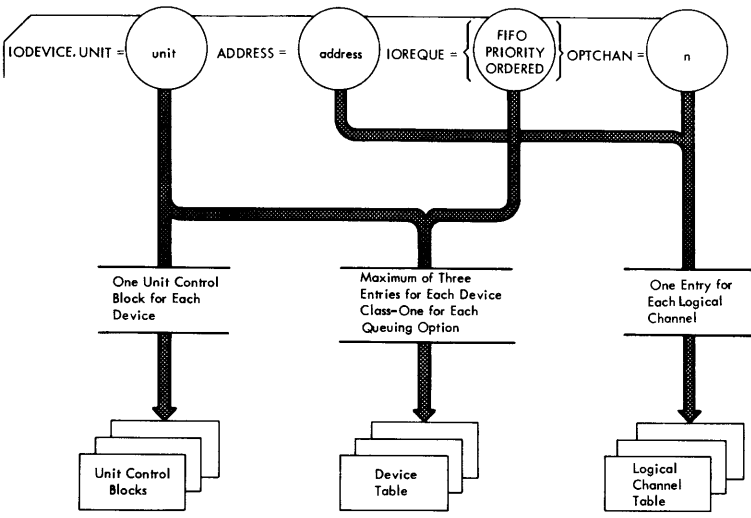 IODEVICE.UNIT = unit ADDRESS = address IOREQUE = { FIFO PRIORITY ORDERED } OPTCHAN = n
One Unit Control
Block for Each
Device
Maximum of Three
Entries for Each Device
Class-One for Each
Queuing Option
One Entry for
Each Logical
Channel
Unit Control
Blocks
Device
Table
Logical
Channel
Table